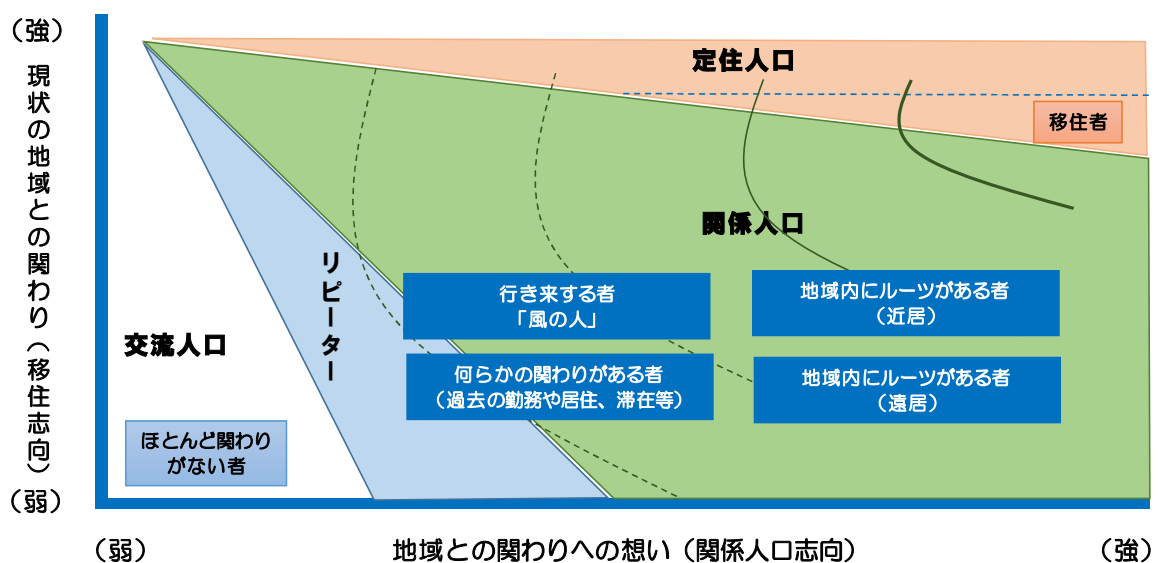 （強）
現状の地域との関わり（移住志向）
（弱）
定住人口
移住者
関係人口
リピーター
行き来する者
「風の人」
地域内にルーツがある者
（近居）
交流人口
何らかの関わりがある者
（過去の勤務や居住、滞在等）
地域内にルーツがある者
（遠居）
ほとんど関わり
がない者
（弱）
地域との関わりへの想い（関係人口志向）
（強）